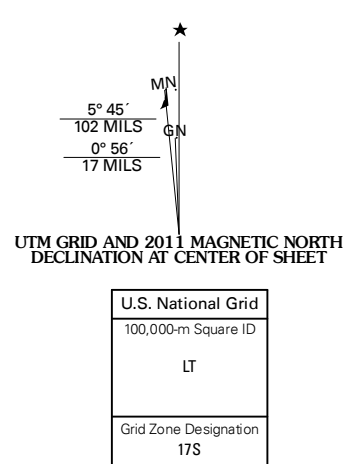 ★
MN
5° 45´
102 MILS
GN
0° 56´
17 MILS
UTM GRID AND 2011 MAGNETIC NORTH
DECLINATION AT CENTER OF SHEET
U.S. National Grid
100,000-m Square ID
LT
Grid Zone Designation
17S